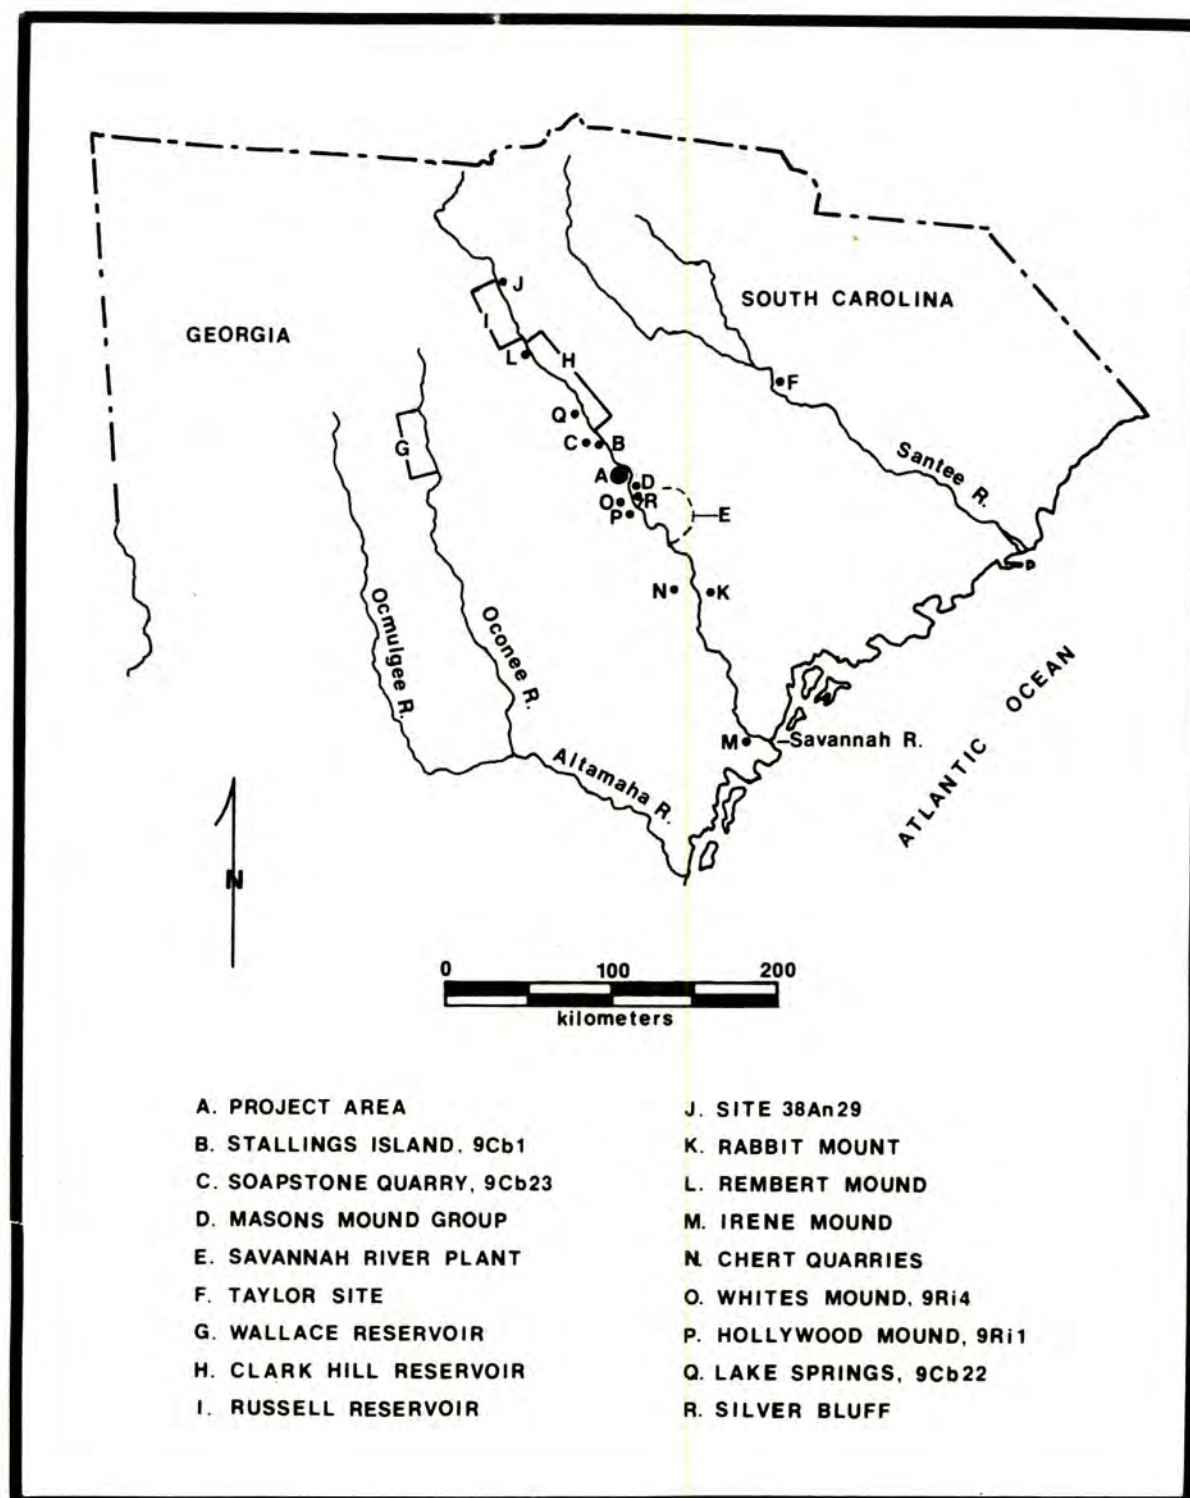 J
SOUTH CAROLINA
I
GEORGIA
L
H
F
Q
C
B
G
Santee R.
A
D
R
O
E
P
D
N
K
Ocmulgee R.
Oconee R.
ATLANTIC OCEAN
M
Savannah R.
Altamaha R.
N
0 100 200
kilometers
A. PROJECT AREA
B. STALLINGS ISLAND, 9Cb1
C. SOAPSTONE QUARRY, 9Cb23
D. MASONS MOUND GROUP
E. SAVANNAH RIVER PLANT
F. TAYLOR SITE
G. WALLACE RESERVOIR
H. CLARK HILL RESERVOIR
I. RUSSELL RESERVOIR
J. SITE 38An29
K. RABBIT MOUNT
L. REMBERT MOUND
M. IRENE MOUND
N. CHERT QUARRIES
O. WHITES MOUND, 9Ri4
P. HOLLYWOOD MOUND, 9Ri1
Q. LAKE SPRINGS, 9Cb22
R. SILVER BLUFF